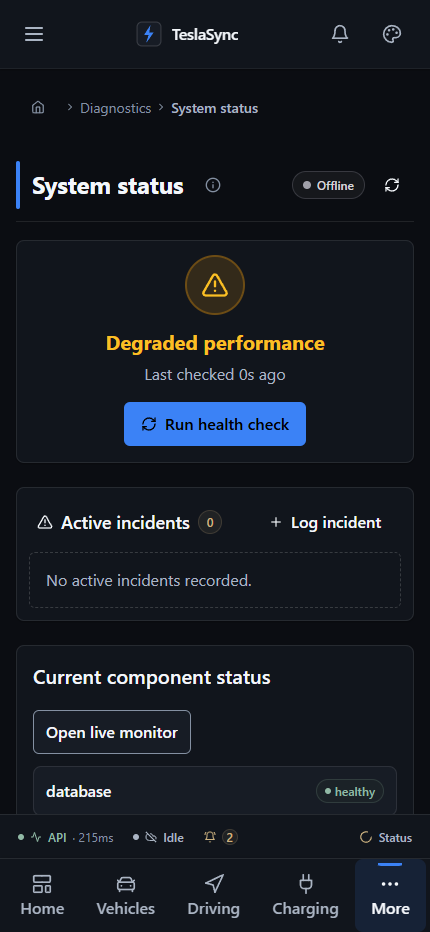 TeslaSync
Diagnostics
System status
System status
Offline
Degraded performance
Last checked 0s ago
Run health check
Active incidents 0
+ Log incident
No active incidents recorded.
Current component status
Open live monitor
database
healthy
API · 215ms
Idle
2
Status
Home
Vehicles
Driving
Charging
More